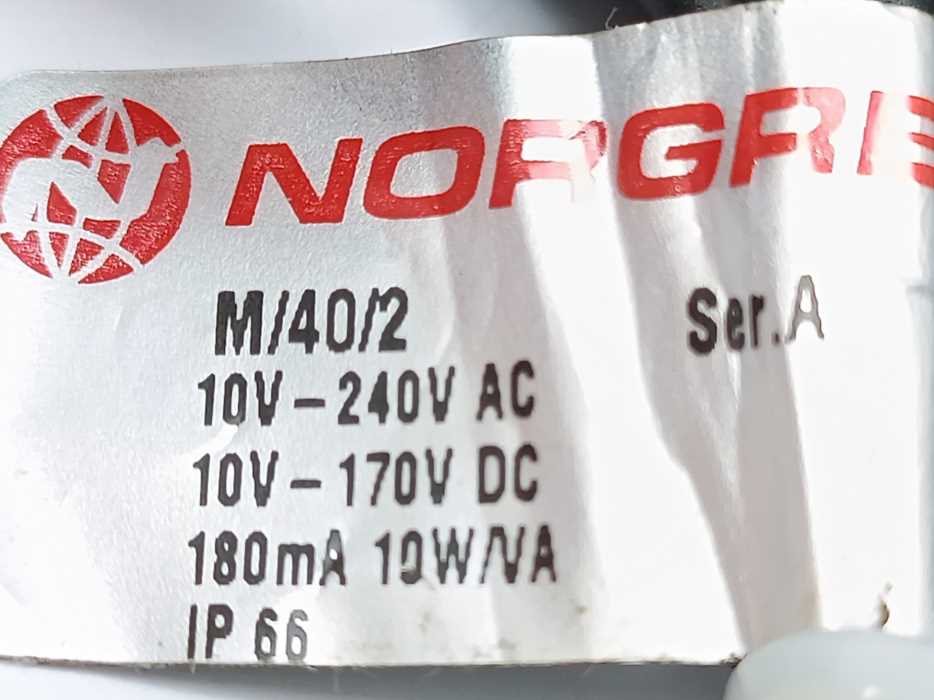 NORGRE
M/40/2 Ser.A
10V – 240V AC
10V – 170V DC
180mA 10W/VA
IP 66